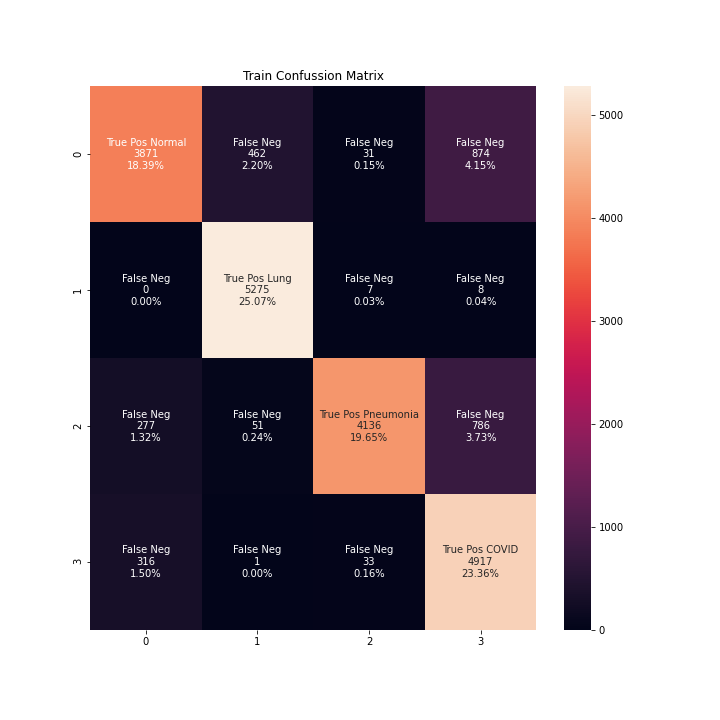 Train Confussion Matrix
0
True Pos Normal
3871
18.39%
False Neg
462
2.20%
False Neg
31
0.15%
False Neg
874
4.15%
1
False Neg
0
0.00%
True Pos Lung
5275
25.07%
False Neg
7
0.03%
False Neg
8
0.04%
2
False Neg
277
1.32%
False Neg
51
0.24%
True Pos Pneumonia
4136
19.65%
False Neg
786
3.73%
3
False Neg
316
1.50%
False Neg
1
0.00%
False Neg
33
0.16%
True Pos COVID
4917
23.36%
0
1
2
3
5000
4000
3000
2000
1000
0